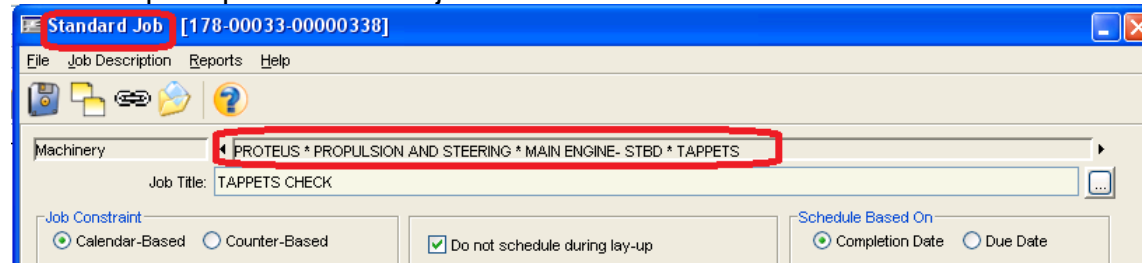 Standard Job [178-00033-00000338]
File Job Description Reports Help
Machinery PROTEUS * PROPULSION AND STEERING * MAIN ENGINE- STBD * TAPPETS
Job Title: TAPPETS CHECK ...
Job Constraint Schedule Based On
Calendar-Based Counter-Based Do not schedule during lay-up Completion Date Due Date